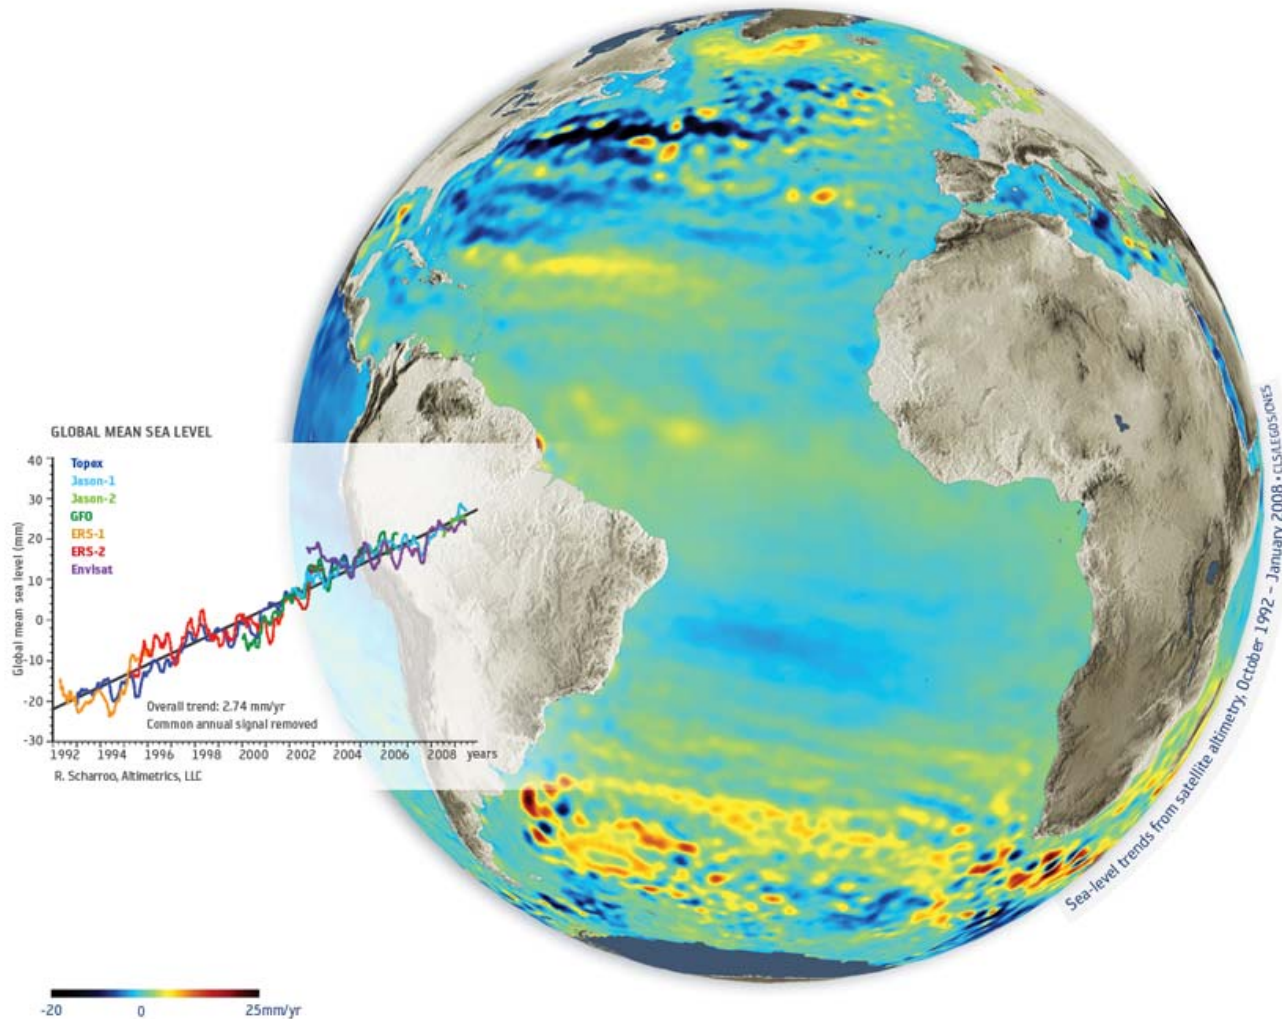 GLOBAL MEAN SEA LEVEL
40
30
20
10
0
-10
-20
-30
Global mean sea level (mm)
Topex
Jason-1
Jason-2
GFO
ERS-1
ERS-2
Envisat
Overall trend: 2.74 mm/yr
Common annual signal removed
1992 1994 1996 1998 2000 2002 2004 2006 2008 years
R. Scharroo, Altimetrics, LLC
Sea-level trends from satellite altimetry, October 1992 – January 2008 • CLS/LEGOS/CNES
-20 0 25mm/yr